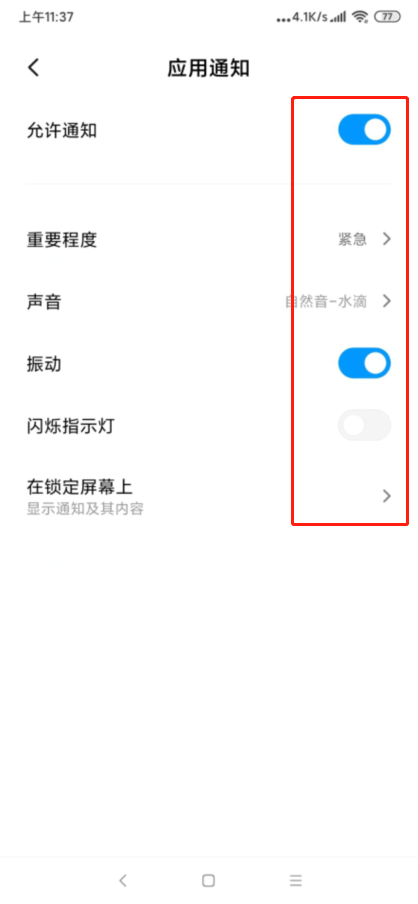 上午11:37
...4.1K/s
77
应用通知
允许通知
重要程度
紧急
声音
自然音-水滴
振动
闪烁指示灯
在锁定屏幕上
显示通知及其内容